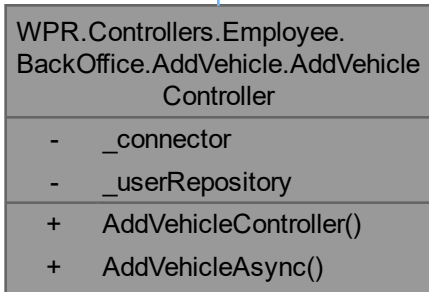 WPR.Controllers.Employee.
BackOffice.AddVehicle.AddVehicle
Controller
- _connector
- _userRepository
+ AddVehicleController()
+ AddVehicleAsync()